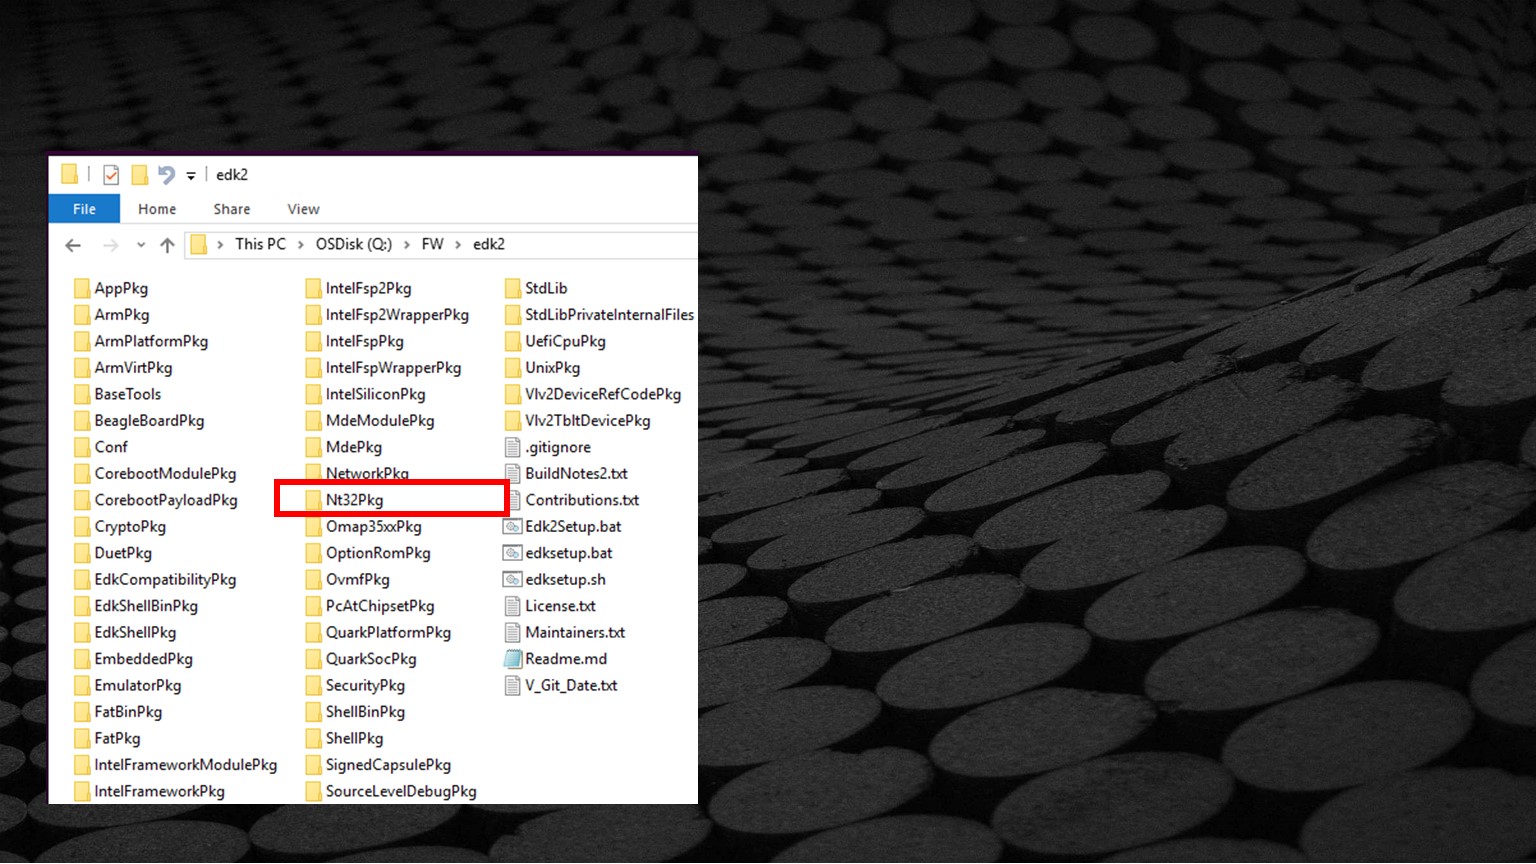 edk2
File Home Share View
This PC > OSDisk (Q:) > FW > edk2
AppPkg
ArmPkg
ArmPlatformPkg
ArmVirtPkg
BaseTools
BeagleBoardPkg
Conf
CorebootModulePkg
CorebootPayloadPkg
CryptoPkg
DuetPkg
EdkCompatibilityPkg
EdkShellBinPkg
EdkShellPkg
EmbeddedPkg
EmulatorPkg
FatBinPkg
FatPkg
IntelFrameworkModulePkg
IntelFrameworkPkg
IntelFsp2Pkg
IntelFsp2WrapperPkg
IntelFspPkg
IntelFspWrapperPkg
IntelSiliconPkg
MdeModulePkg
MdePkg
NetworkPkg
Nt32Pkg
Omap35xxPkg
OptionRomPkg
OvmfPkg
PcAtChipsetPkg
QuarkPlatformPkg
QuarkSocPkg
SecurityPkg
ShellBinPkg
ShellPkg
SignedCapsulePkg
SourceLevelDebugPkg
StdLib
StdLibPrivateInternalFiles
UefiCpuPkg
UnixPkg
Vlv2DeviceRefCodePkg
Vlv2TbltDevicePkg
.gitignore
BuildNotes2.txt
Contributions.txt
Edk2Setup.bat
edksetup.bat
edksetup.sh
License.txt
Maintainers.txt
Readme.md
V_Git_Date.txt